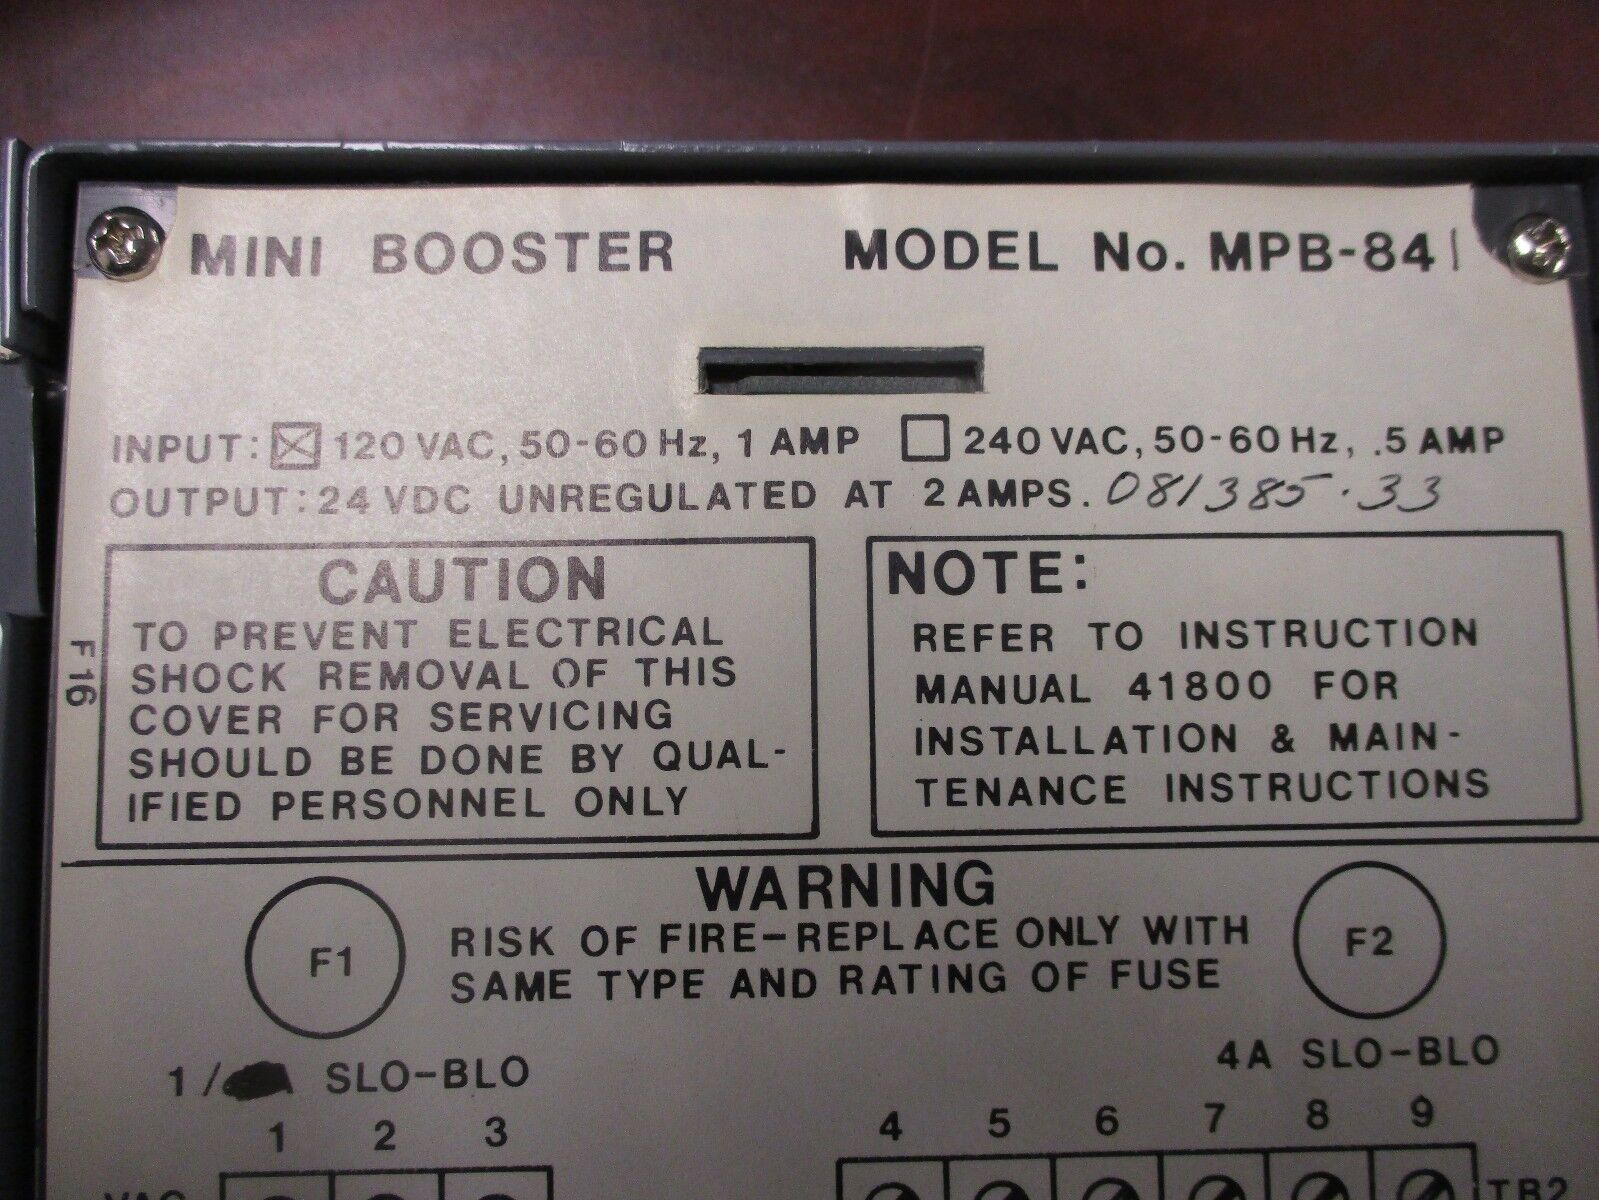 MINI BOOSTER MODEL No. MPB-841
INPUT: 120 VAC, 50-60 Hz, 1 AMP 240 VAC, 50-60 Hz, .5 AMP
OUTPUT: 24 VDC UNREGULATED AT 2 AMPS. 081385.33
CAUTION
TO PREVENT ELECTRICAL
SHOCK REMOVAL OF THIS
COVER FOR SERVICING
SHOULD BE DONE BY QUAL-
IFIED PERSONNEL ONLY
F16
NOTE:
REFER TO INSTRUCTION
MANUAL 41800 FOR
INSTALLATION & MAIN-
TENANCE INSTRUCTIONS
WARNING
RISK OF FIRE-REPLACE ONLY WITH
SAME TYPE AND RATING OF FUSE
F1
F2
1/ SLO-BLO
4A SLO-BLO
1 2 3
4 5 6 7 8 9
VAC
TB2